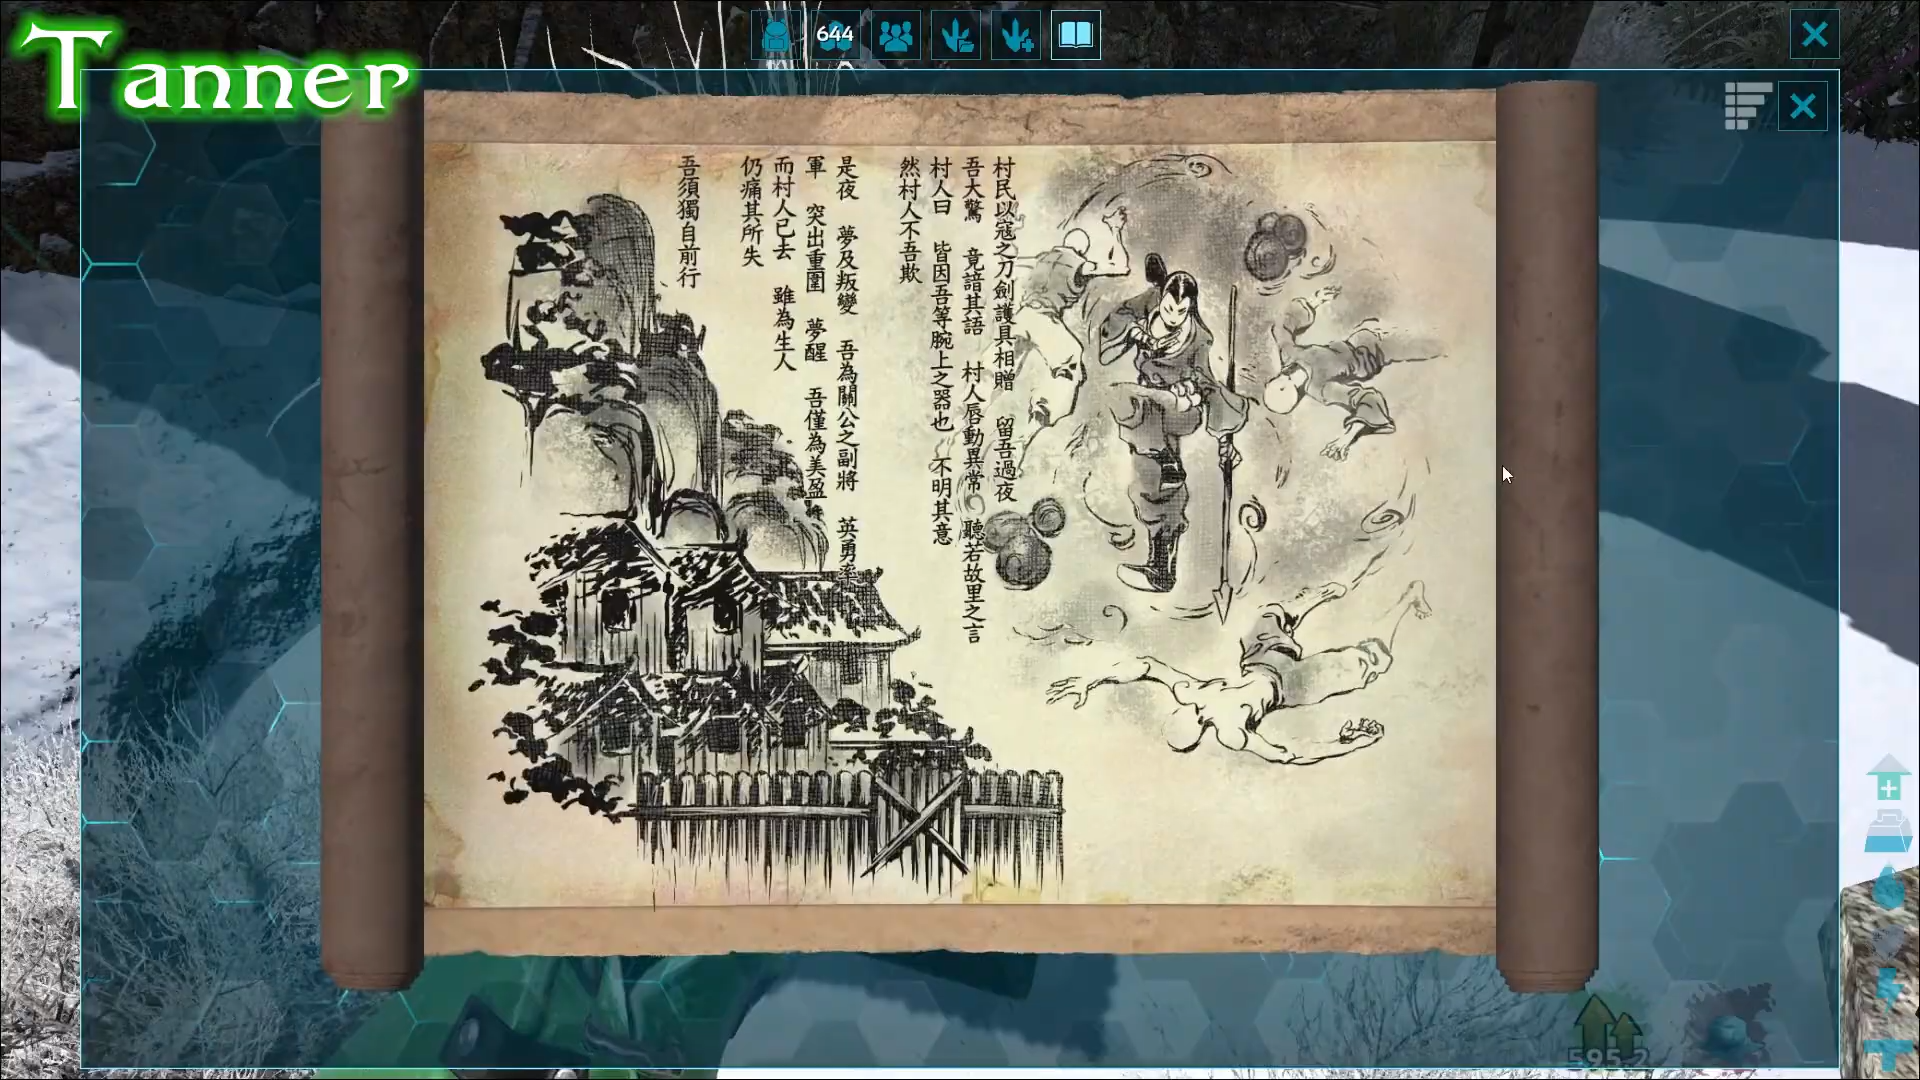 Tanner
644
村民以寇之刀劍護具相贈 留吾過夜
吾大驚 竟諳其語 村人唇動異常 聽若故里之言
村人曰 皆因吾等腕上之器也 不明其意
然村人不吾欺
是夜 夢及叛變 吾為關公之副將 英勇率
軍 突出重圍 夢醒 吾僅為美盈
而村人已去 雖為生人
仍痛其所失
吾須獨自前行
595.2